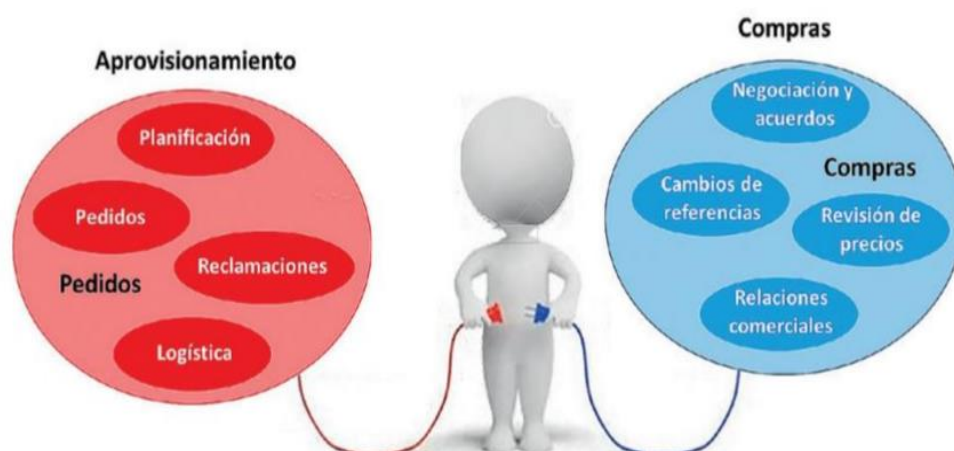 Aprovisionamiento
Planificación
Pedidos
Reclamaciones
Pedidos
Logística
Compras
Negociación y
acuerdos
Compras
Cambios de
referencias
Revisión de
precios
Relaciones
comerciales